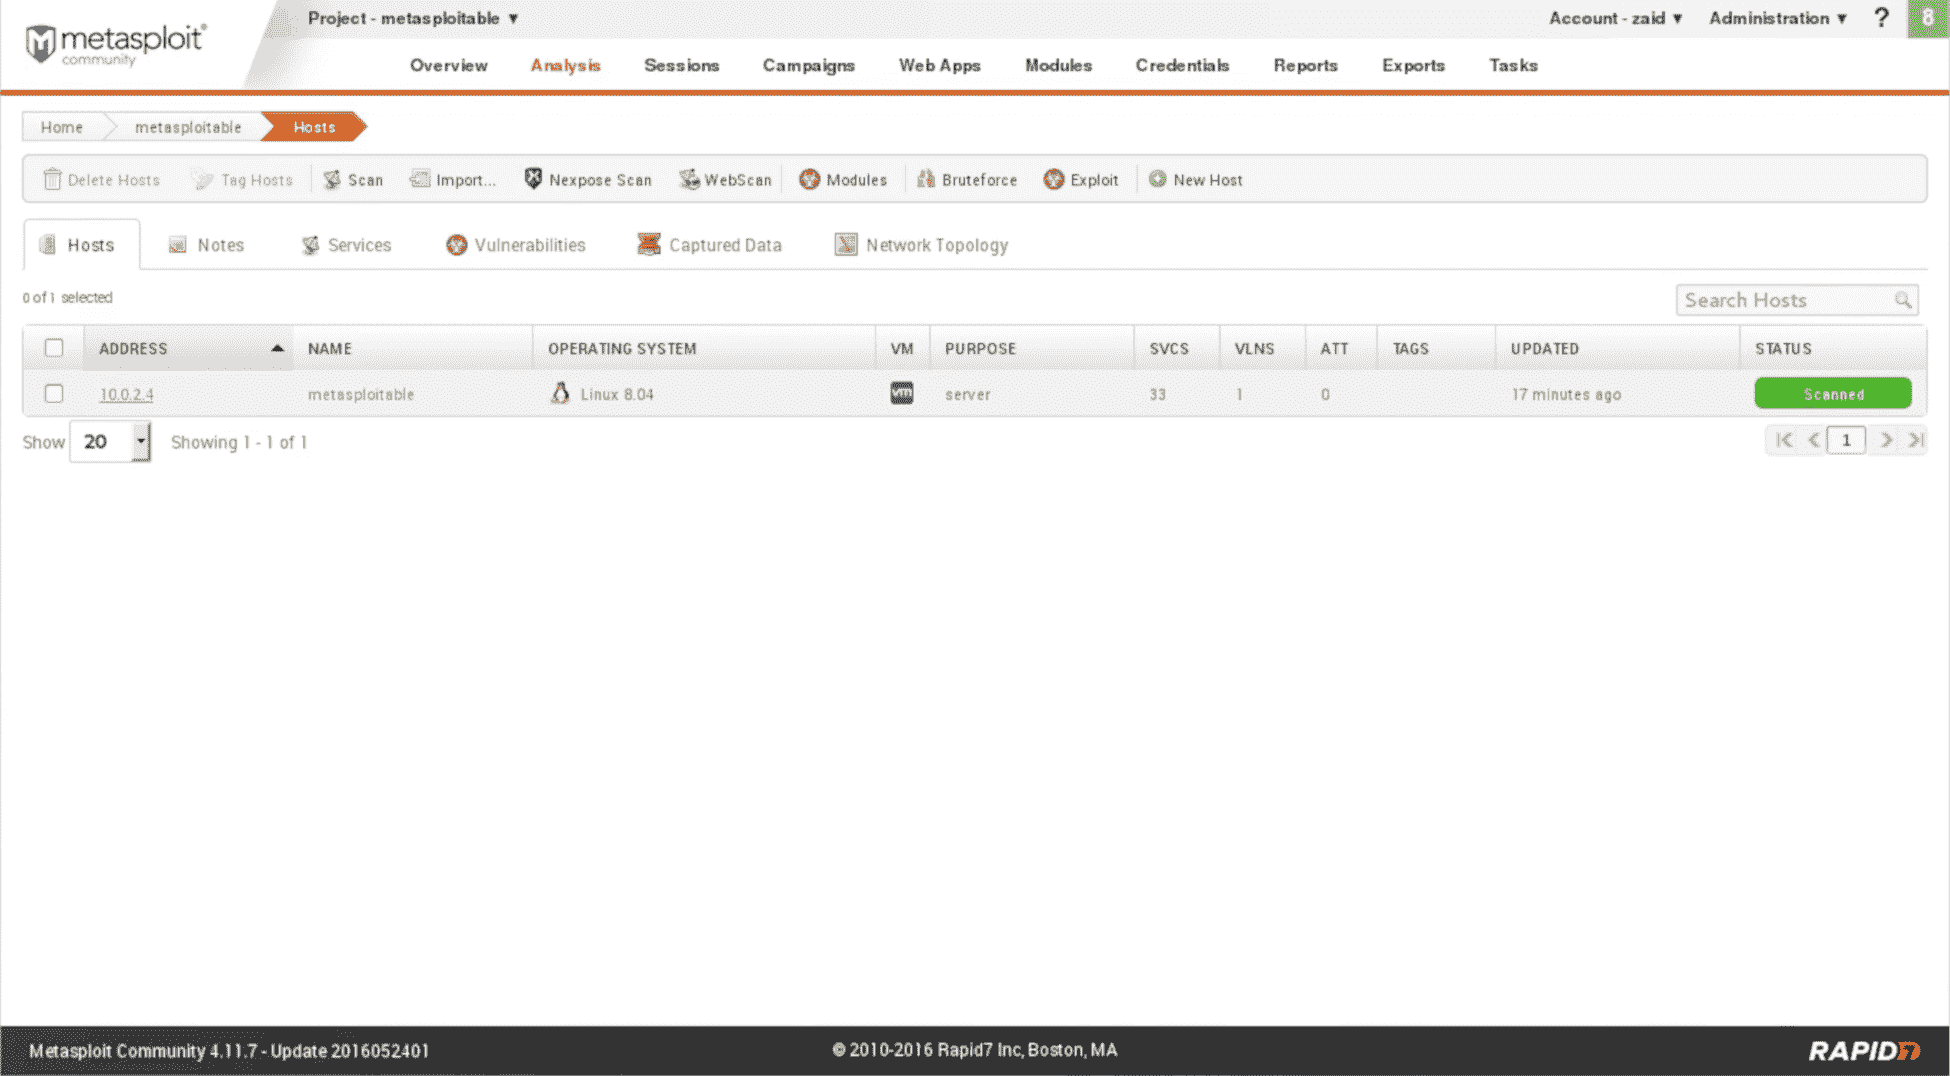 Project - metasploitable ▼ Account - zaid ▼ Administration ▼ ? 8
metasploit®
community
Overview Analysis Sessions Campaigns Web Apps Modules Credentials Reports Exports Tasks
Home metasploitable Hosts
Delete Hosts Tag Hosts Scan Import... Nexpose Scan WebScan Modules Bruteforce Exploit New Host
Hosts Notes Services Vulnerabilities Captured Data Network Topology
0 of 1 selected Search Hosts
ADDRESS NAME OPERATING SYSTEM VM PURPOSE SVCS VLNS ATT TAGS UPDATED STATUS
10.0.2.4 metasploitable Linux 8.04 vm server 33 1 0 17 minutes ago Scanned
Show 20 Showing 1 - 1 of 1 1
Metasploit Community 4.11.7 - Update 2016052401 © 2010-2016 Rapid7 Inc, Boston, MA RAPID7